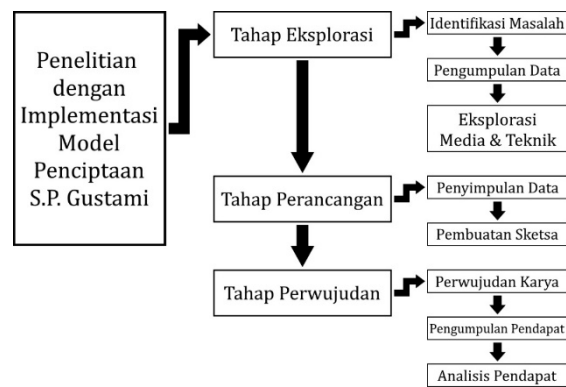 Penelitian
dengan
Implementasi
Model
Penciptaan
S.P. Gustami
Tahap Eksplorasi
Identifikasi Masalah
Pengumpulan Data
Eksplorasi
Media & Teknik
Tahap Perancangan
Penyimpulan Data
Pembuatan Sketsa
Tahap Perwujudan
Perwujudan Karya
Pengumpulan Pendapat
Analisis Pendapat